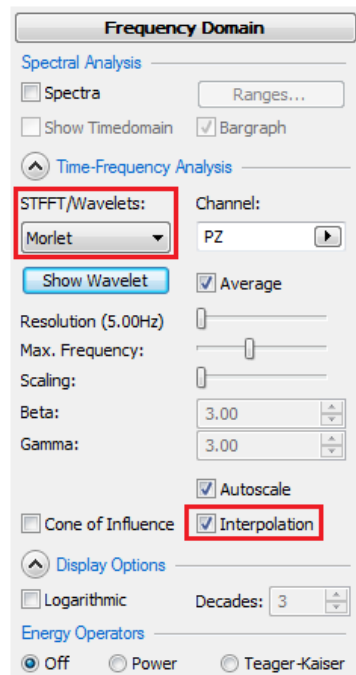 Frequency Domain
Spectral Analysis
Spectra Ranges...
Show Timedomain Bargraph
Time-Frequency Analysis
STFFT/Wavelets: Channel:
Morlet PZ
Show Wavelet Average
Resolution (5.00Hz)
Max. Frequency:
Scaling:
Beta: 3.00
Gamma: 3.00
Autoscale
Cone of Influence Interpolation
Display Options
Logarithmic Decades: 3
Energy Operators
Off Power Teager-Kaiser